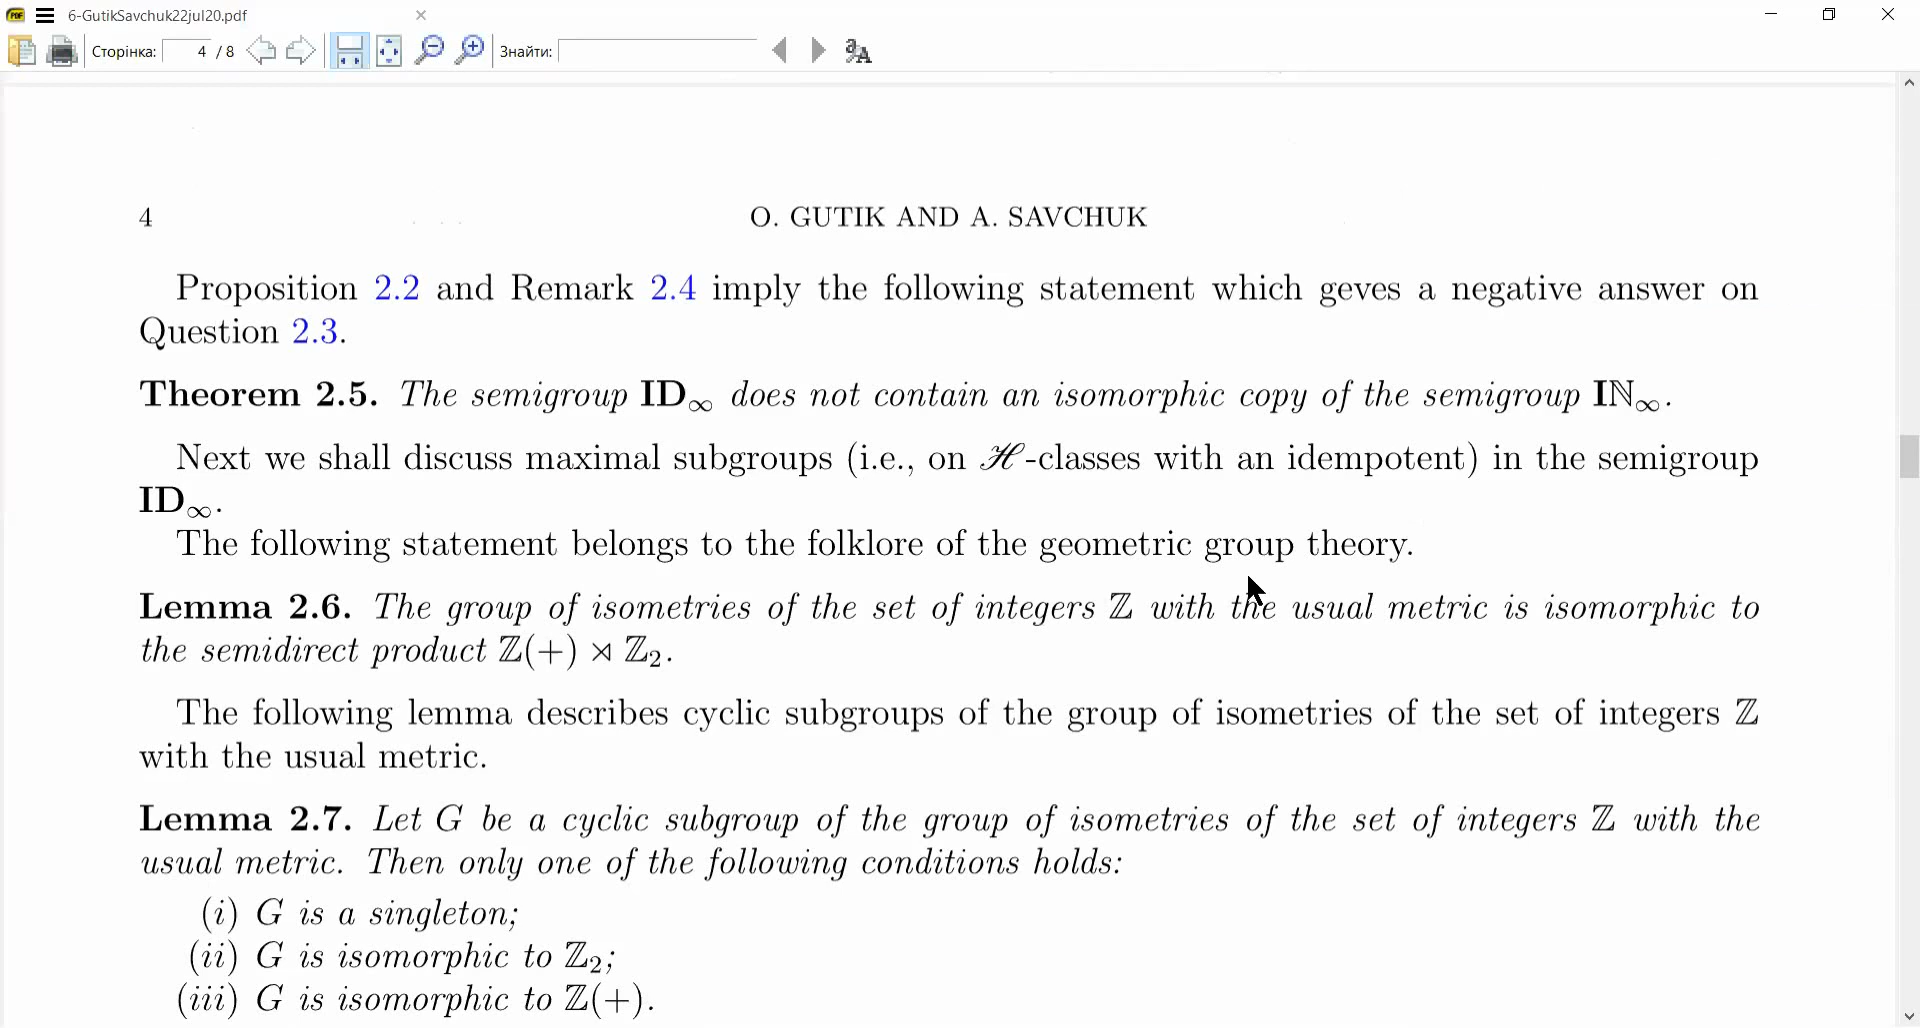 6-GutikSavchuk22jul20.pdf
Сторінка: 4 / 8 Знайти:
4 O. GUTIK AND A. SAVCHUK
Proposition 2.2 and Remark 2.4 imply the following statement which geves a negative answer on
Question 2.3.
Theorem 2.5. The semigroup ID∞ does not contain an isomorphic copy of the semigroup Iℕ∞.
Next we shall discuss maximal subgroups (i.e., on ℋ-classes with an idempotent) in the semigroup
ID∞.
The following statement belongs to the folklore of the geometric group theory.
Lemma 2.6. The group of isometries of the set of integers ℤ with the usual metric is isomorphic to
the semidirect product ℤ(+) ⋊ ℤ₂.
The following lemma describes cyclic subgroups of the group of isometries of the set of integers ℤ
with the usual metric.
Lemma 2.7. Let G be a cyclic subgroup of the group of isometries of the set of integers ℤ with the
usual metric. Then only one of the following conditions holds:
(i) G is a singleton;
(ii) G is isomorphic to ℤ₂;
(iii) G is isomorphic to ℤ(+).